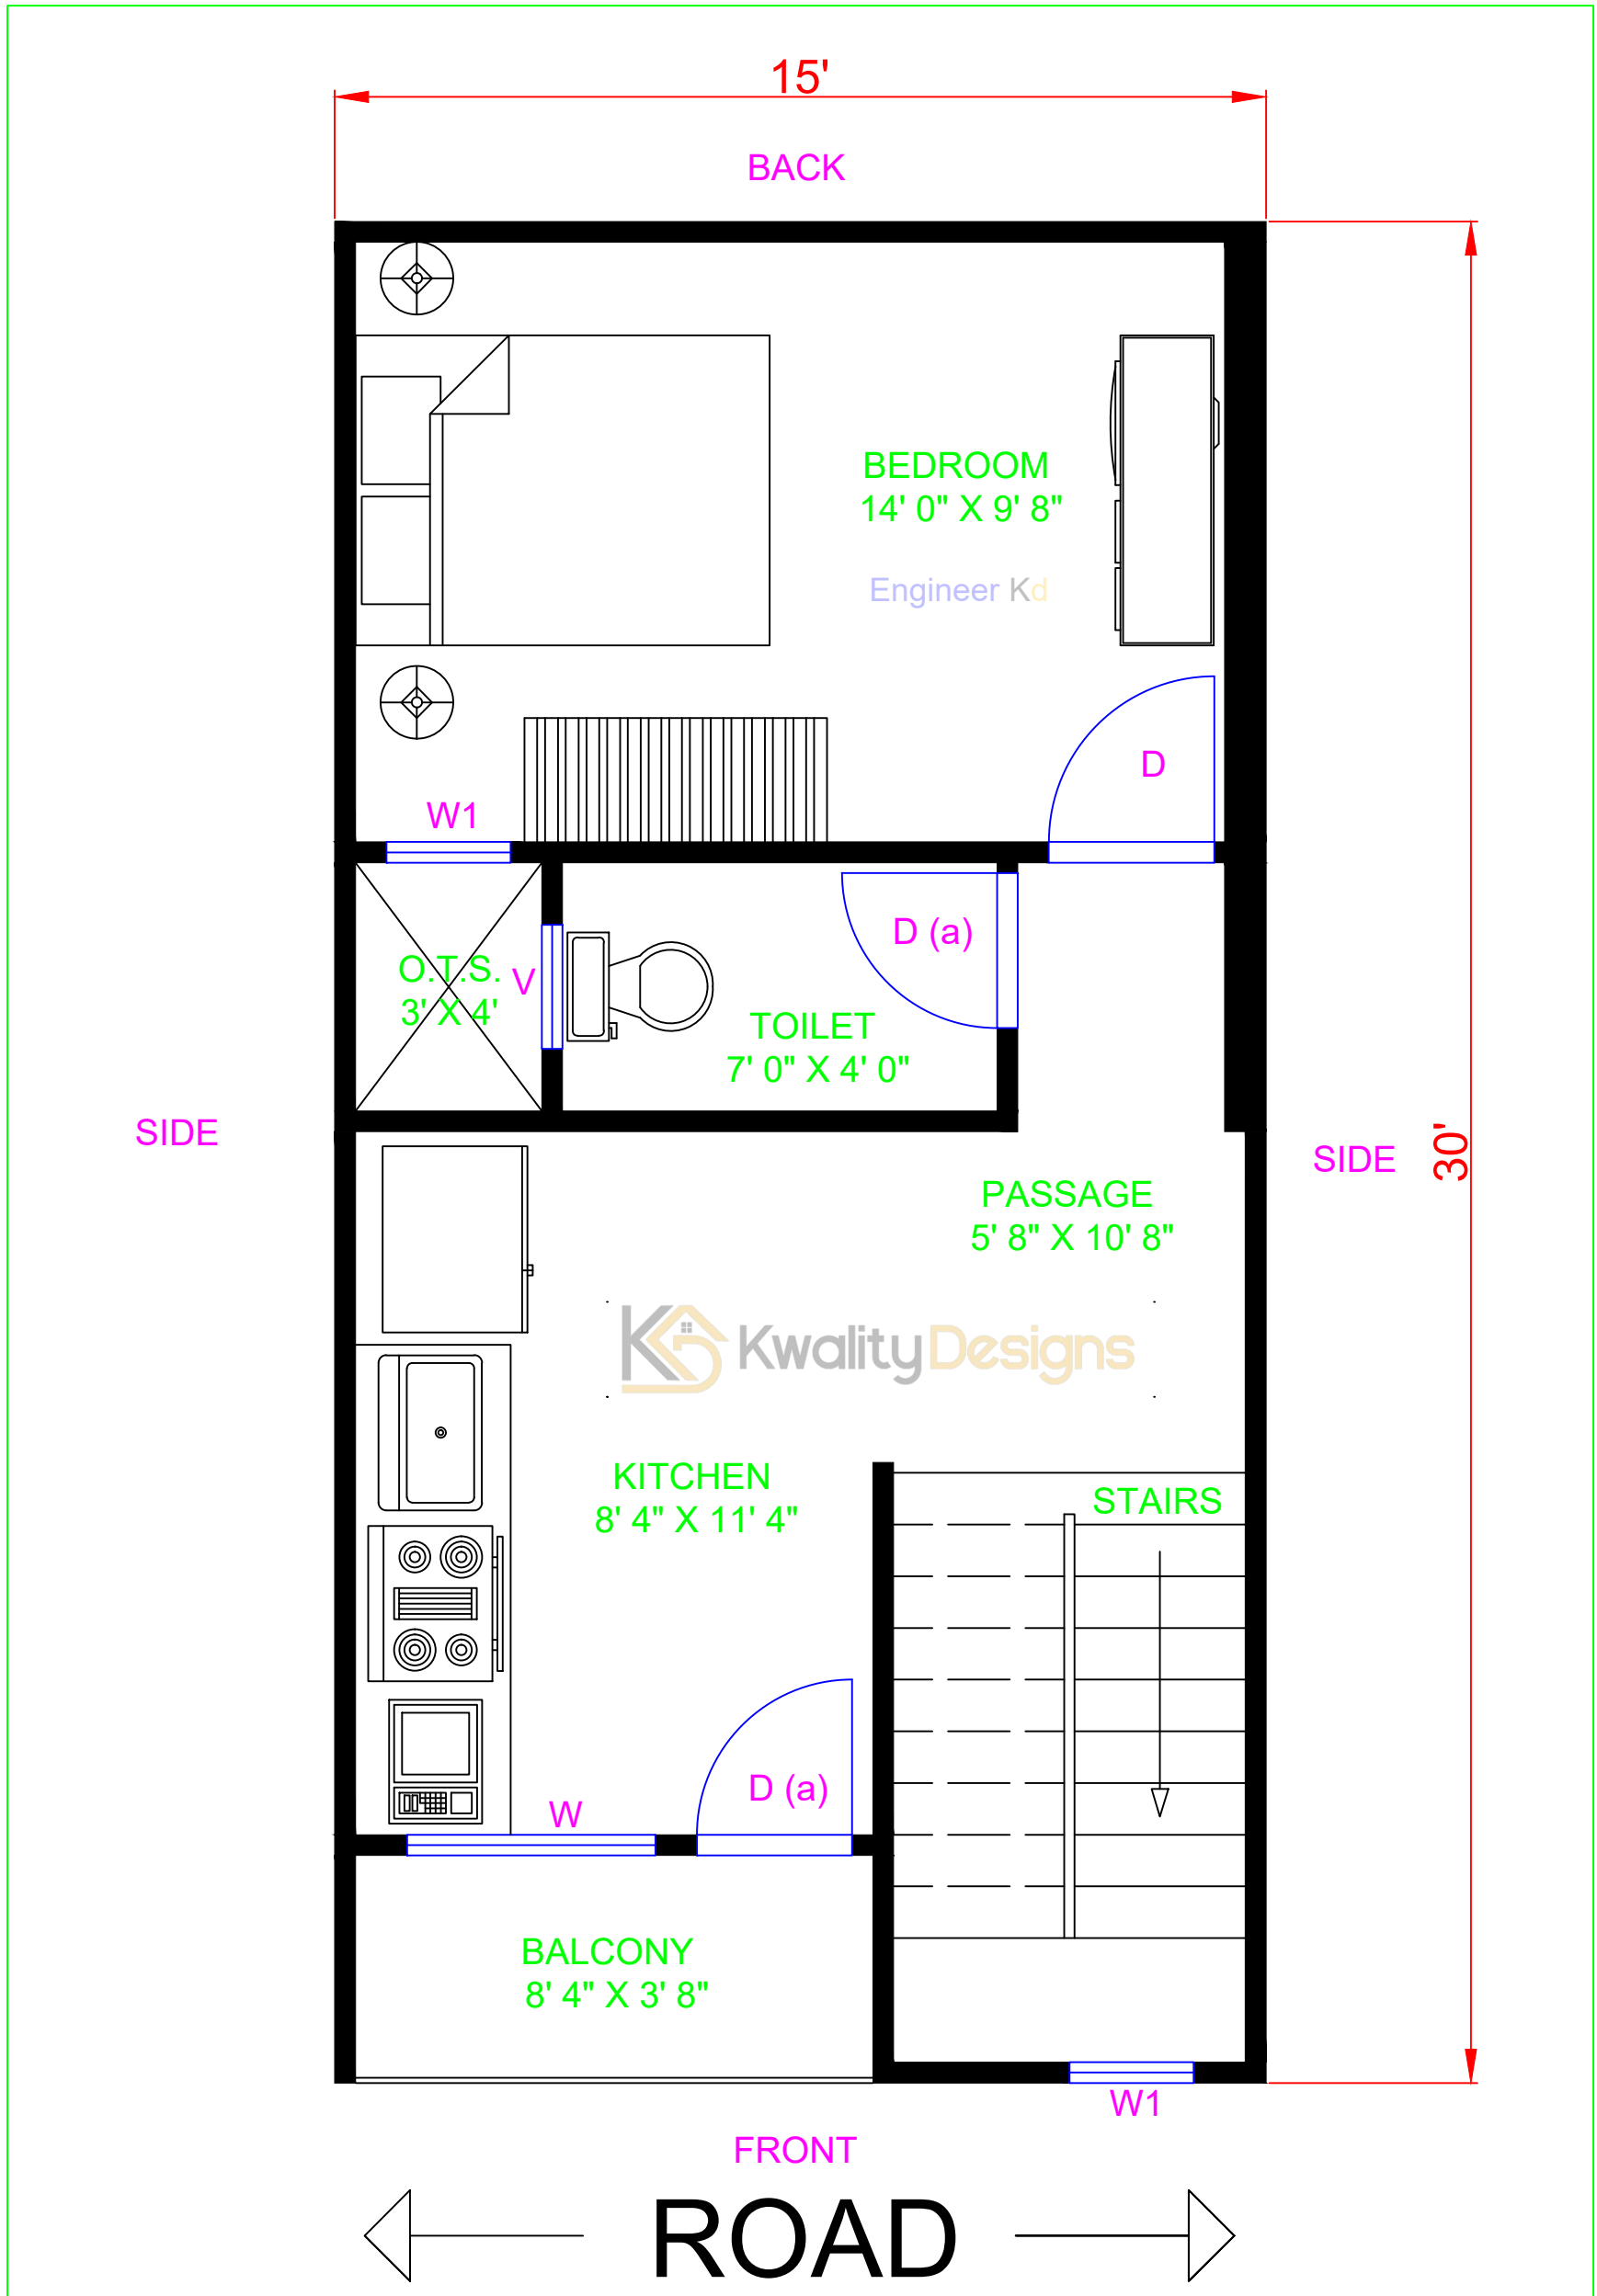 15'
BACK
BEDROOM
14' 0" X 9' 8"
Engineer Kd
D
W1
D (a)
O.T.S.
3' X 4'
V
TOILET
7' 0" X 4' 0"
SIDE
SIDE
30'
PASSAGE
5' 8" X 10' 8"
KwalityDesigns
KITCHEN
8' 4" X 11' 4"
STAIRS
D (a)
W
BALCONY
8' 4" X 3' 8"
W1
FRONT
ROAD